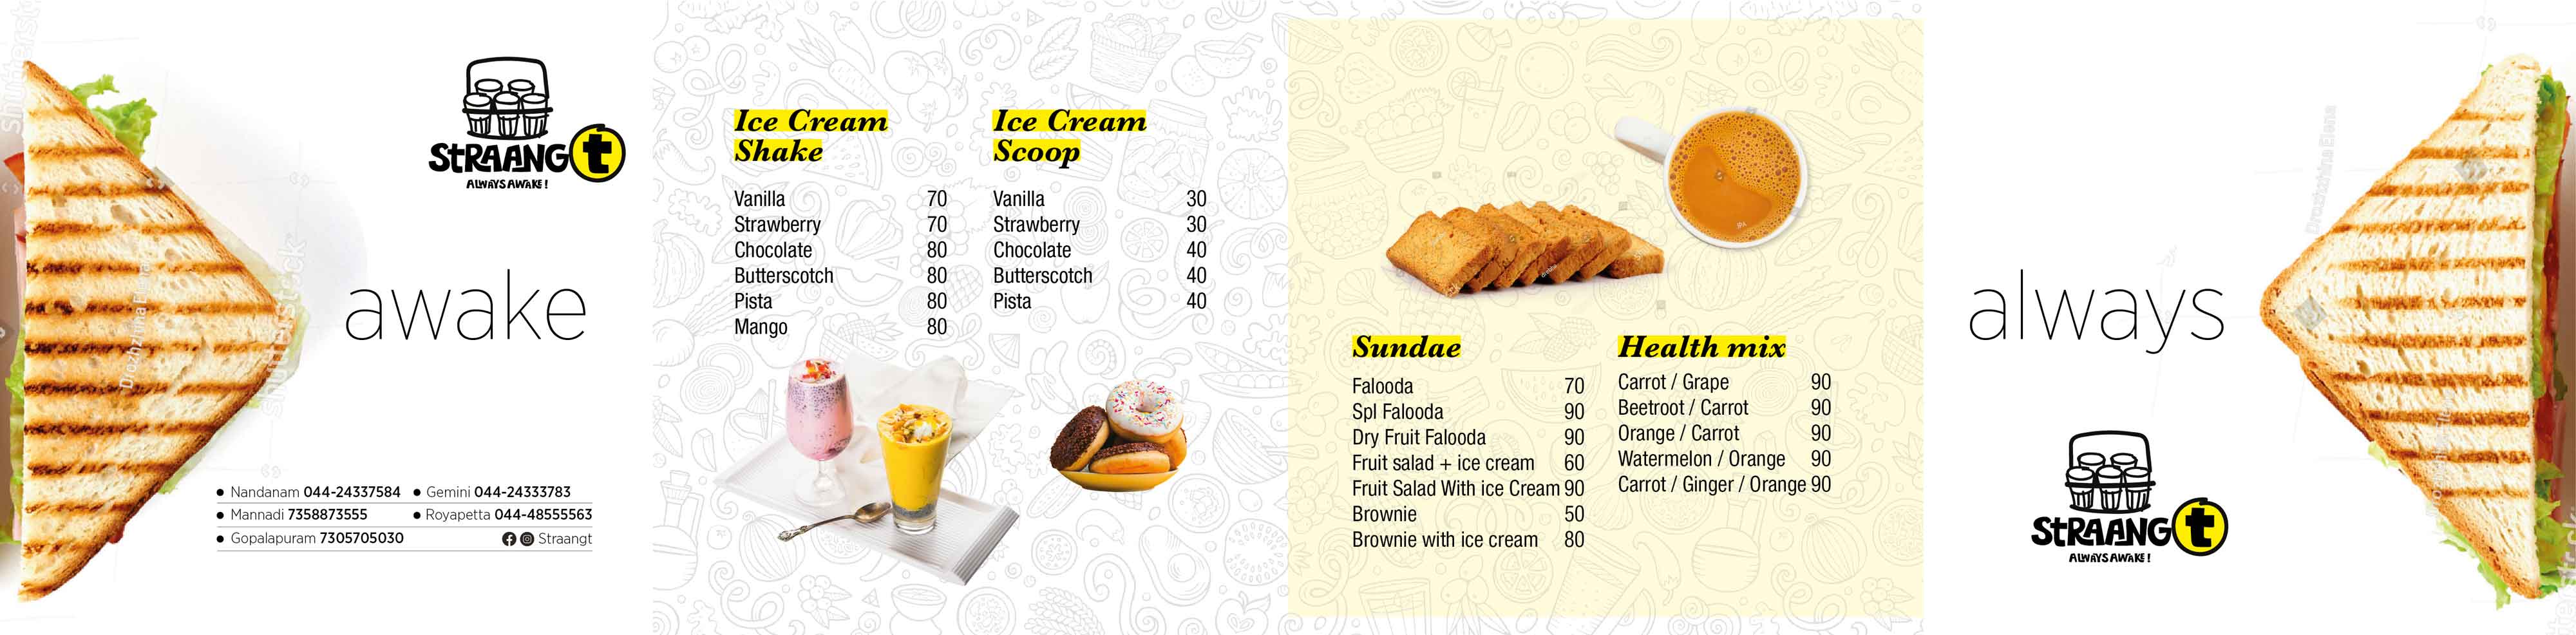 STRAANG t
ALWAYS AWAKE !
awake
• Nandanam 044-24337584 • Gemini 044-24333783
• Mannadi 7358873555 • Royapetta 044-48555563
• Gopalapuram 7305705030 Straangt
shutterstock
Drozhzhina Elena
Ice Cream
Shake
Vanilla 70
Strawberry 70
Chocolate 80
Butterscotch 80
Pista 80
Mango 80
Ice Cream
Scoop
Vanilla 30
Strawberry 30
Chocolate 40
Butterscotch 40
Pista 40
Sundae
Falooda 70
Spl Falooda 90
Dry Fruit Falooda 90
Fruit salad + ice cream 60
Fruit Salad With ice Cream 90
Brownie 50
Brownie with ice cream 80
Health mix
Carrot / Grape 90
Beetroot / Carrot 90
Orange / Carrot 90
Watermelon / Orange 90
Carrot / Ginger / Orange 90
always
STRAANG t
ALWAYS AWAKE !
Drozhzhina Elena